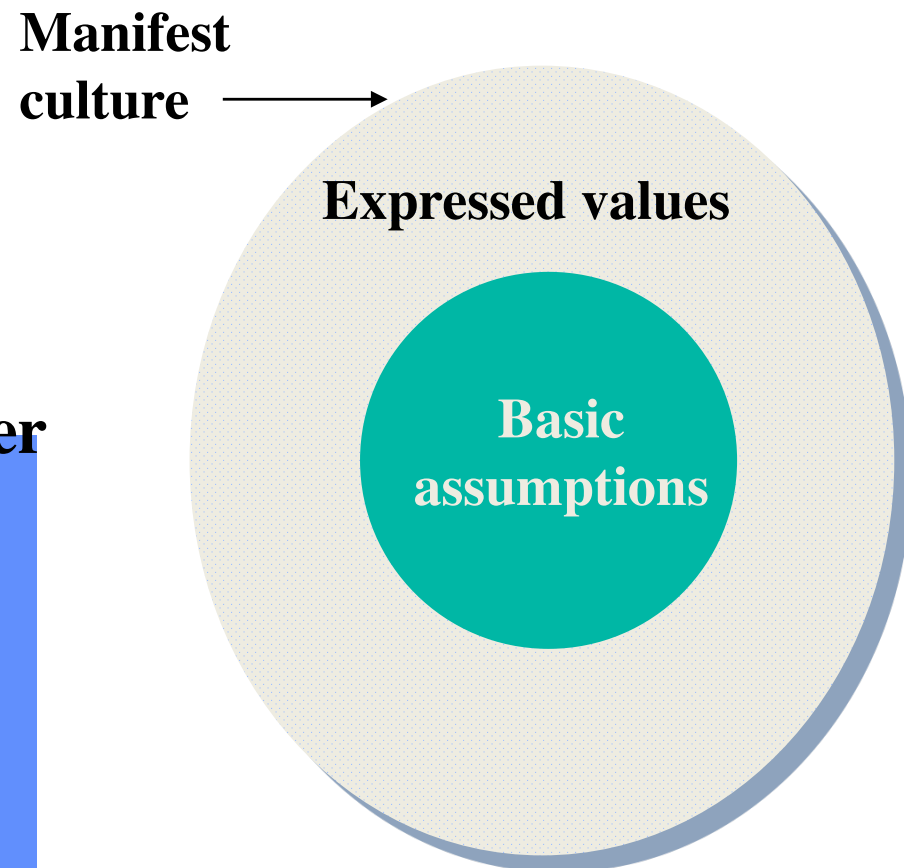 Manifest
culture
Expressed values
Basic
assumptions